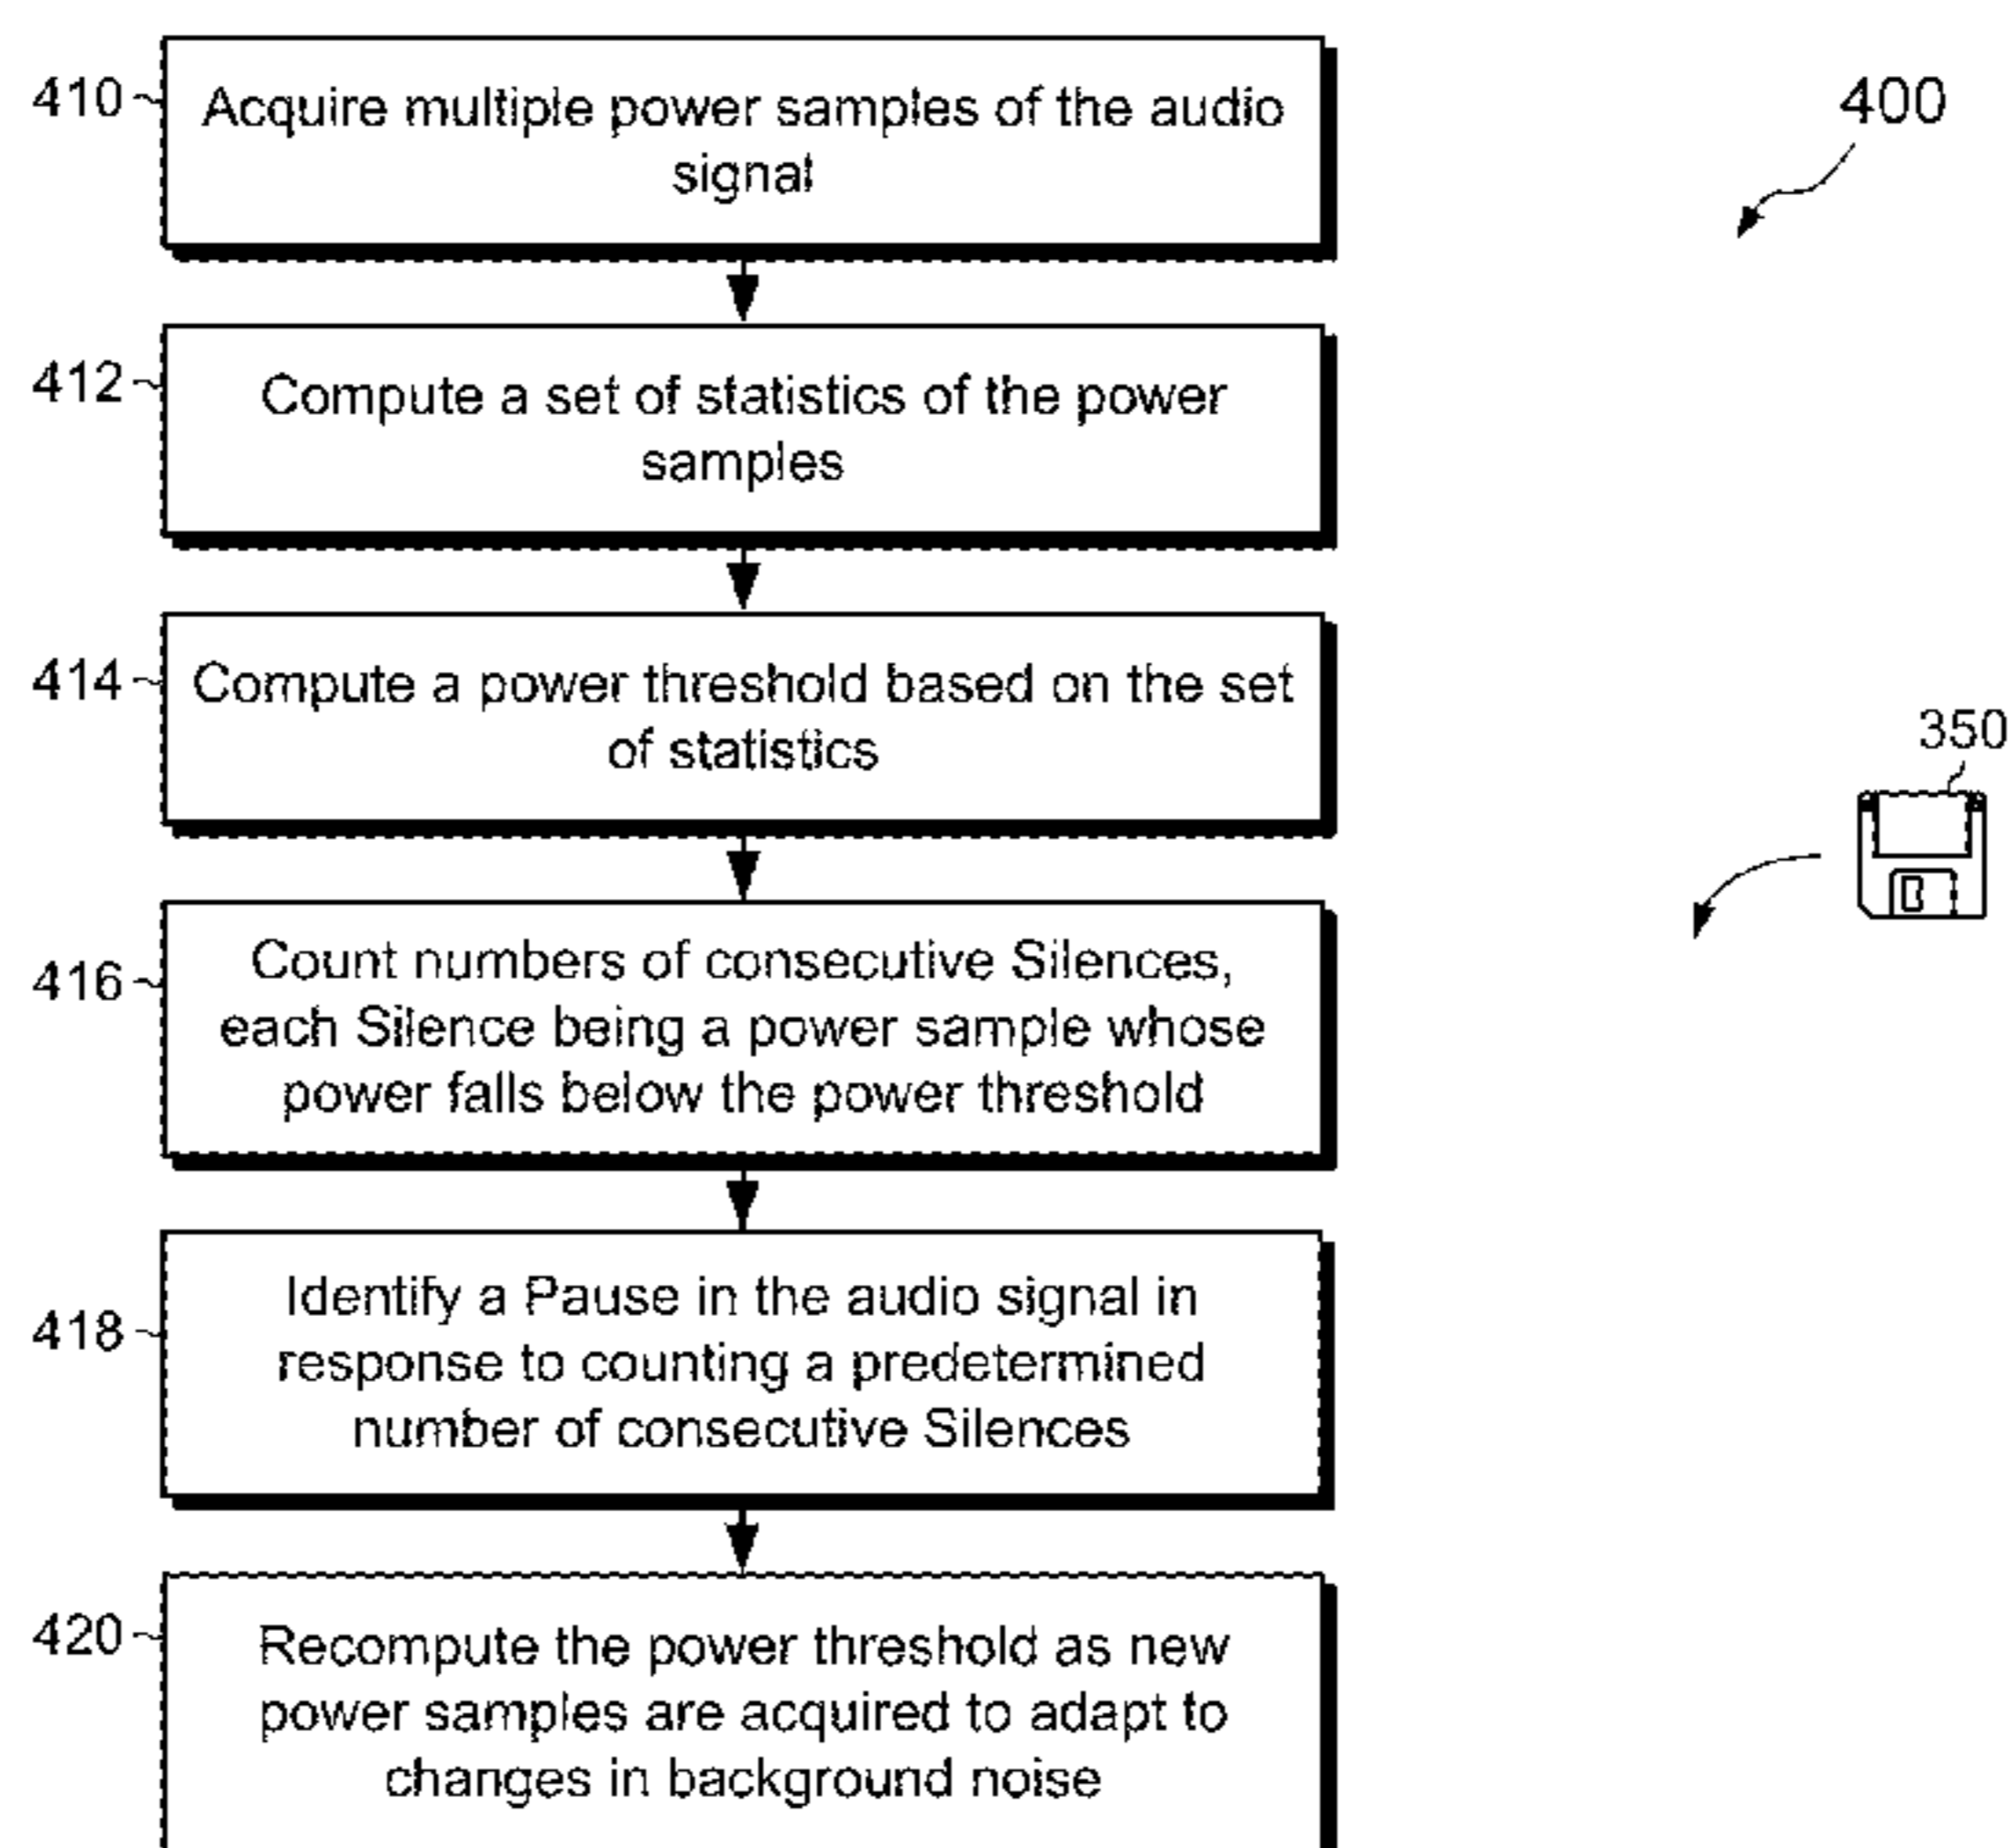 410
Acquire multiple power samples of the audio
signal
400
412
Compute a set of statistics of the power
samples
414
Compute a power threshold based on the set
of statistics
350
416
Count numbers of consecutive Silences,
each Silence being a power sample whose
power falls below the power threshold
418
Identify a Pause in the audio signal in
response to counting a predetermined
number of consecutive Silences
420
Recompute the power threshold as new
power samples are acquired to adapt to
changes in background noise